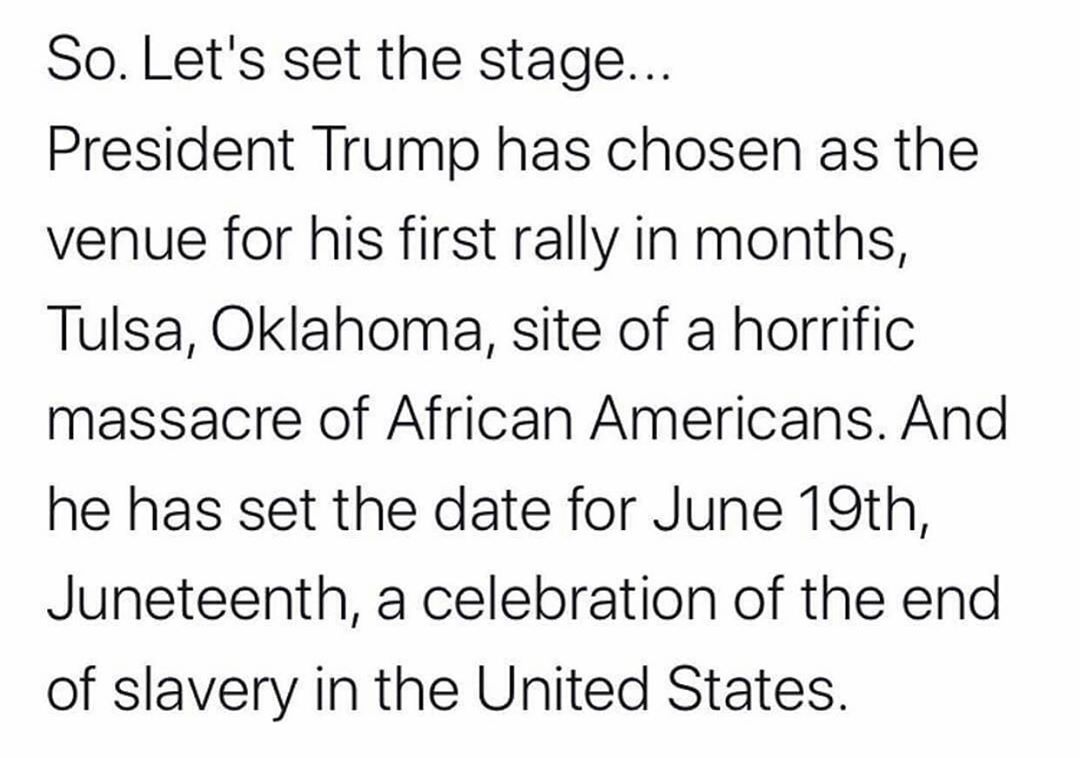 So. Let's set the stage...
President Trump has chosen as the
venue for his first rally in months,
Tulsa, Oklahoma, site of a horrific
massacre of African Americans. And
he has set the date for June 19th,
Juneteenth, a celebration of the end
of slavery in the United States.